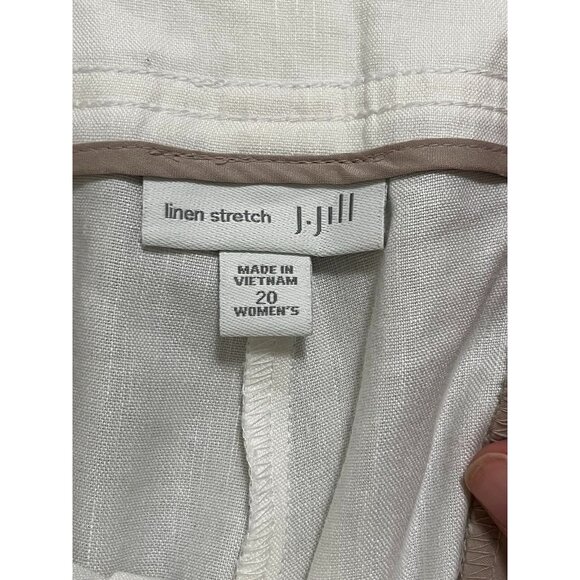 linen stretch J.Jill
MADE IN
VIETNAM
20
WOMEN'S